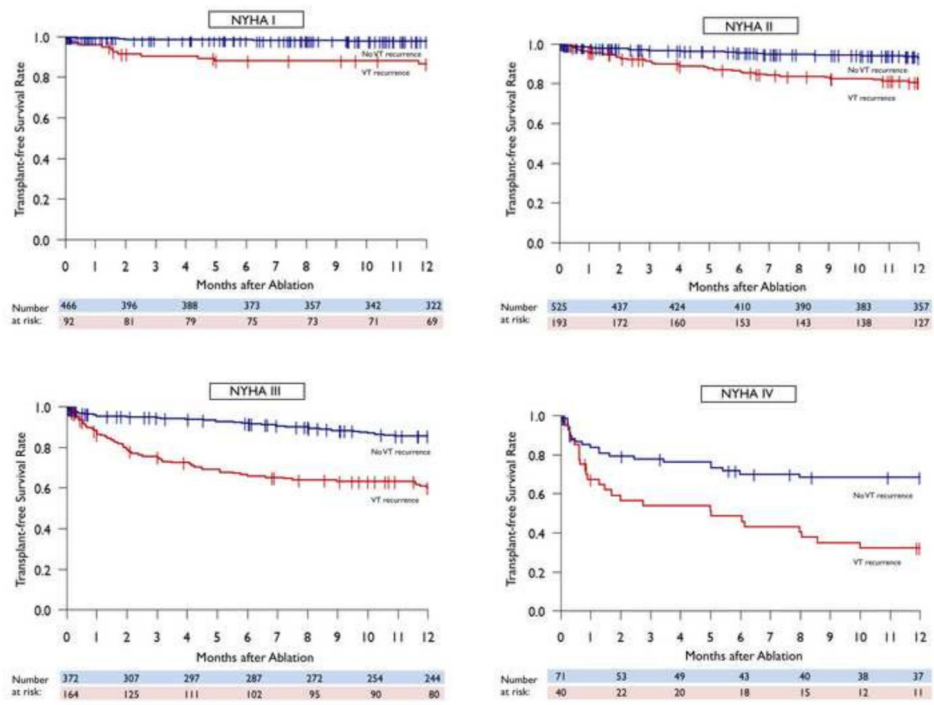 NYHA I
Transplant-free Survival Rate
1.0
0.8
0.6
0.4
0.2
0.0
No VT recurrence
VT recurrence
0 1 2 3 4 5 6 7 8 9 10 11 12
Months after Ablation
Number at risk:
466 396 388 373 357 342 322
92 81 79 75 73 71 69
NYHA II
Transplant-free Survival Rate
1.0
0.8
0.6
0.4
0.2
0.0
No VT recurrence
VT recurrence
0 1 2 3 4 5 6 7 8 9 10 11 12
Months after Ablation
Number at risk:
525 437 424 410 390 383 357
193 172 160 153 143 138 127
NYHA III
Transplant-free Survival Rate
1.0
0.8
0.6
0.4
0.2
0.0
No VT recurrence
VT recurrence
0 1 2 3 4 5 6 7 8 9 10 11 12
Months after Ablation
Number at risk:
372 307 297 287 272 254 244
164 125 111 102 95 90 80
NYHA IV
Transplant-free Survival Rate
1.0
0.8
0.6
0.4
0.2
0.0
No VT recurrence
VT recurrence
0 1 2 3 4 5 6 7 8 9 10 11 12
Months after Ablation
Number at risk:
71 53 49 43 40 38 37
40 22 20 18 15 12 11